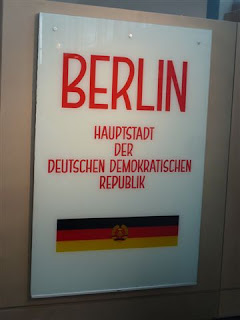 BERLIN
HAUPTSTADT
DER
DEUTSCHEN DEMOKRATISCHEN
REPUBLIK